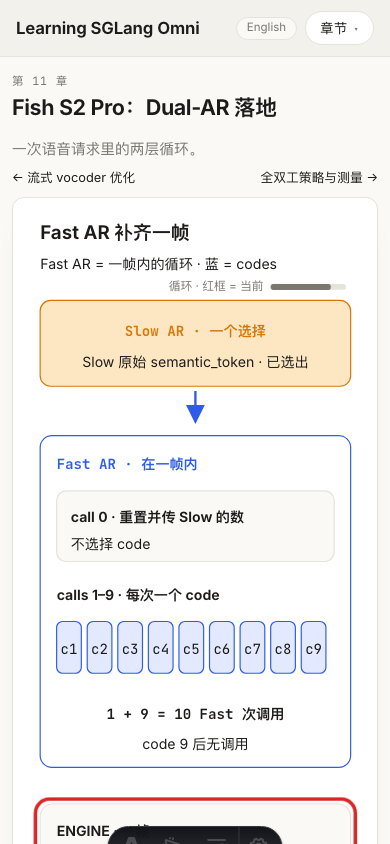 Learning SGLang Omni
English
章节
第 11 章
Fish S2 Pro：Dual-AR 落地
一次语音请求里的两层循环。
← 流式 vocoder 优化
全双工策略与测量 →
Fast AR 补齐一帧
Fast AR = 一帧内的循环 · 蓝 = codes
循环 · 红框 = 当前
Slow AR · 一个选择
Slow 原始 semantic_token · 已选出
Fast AR · 在一帧内
call 0 · 重置并传 Slow 的数
不选择 code
calls 1–9 · 每次一个 code
c1 c2 c3 c4 c5 c6 c7 c8 c9
1 + 9 = 10 Fast 次调用
code 9 后无调用
ENGINE